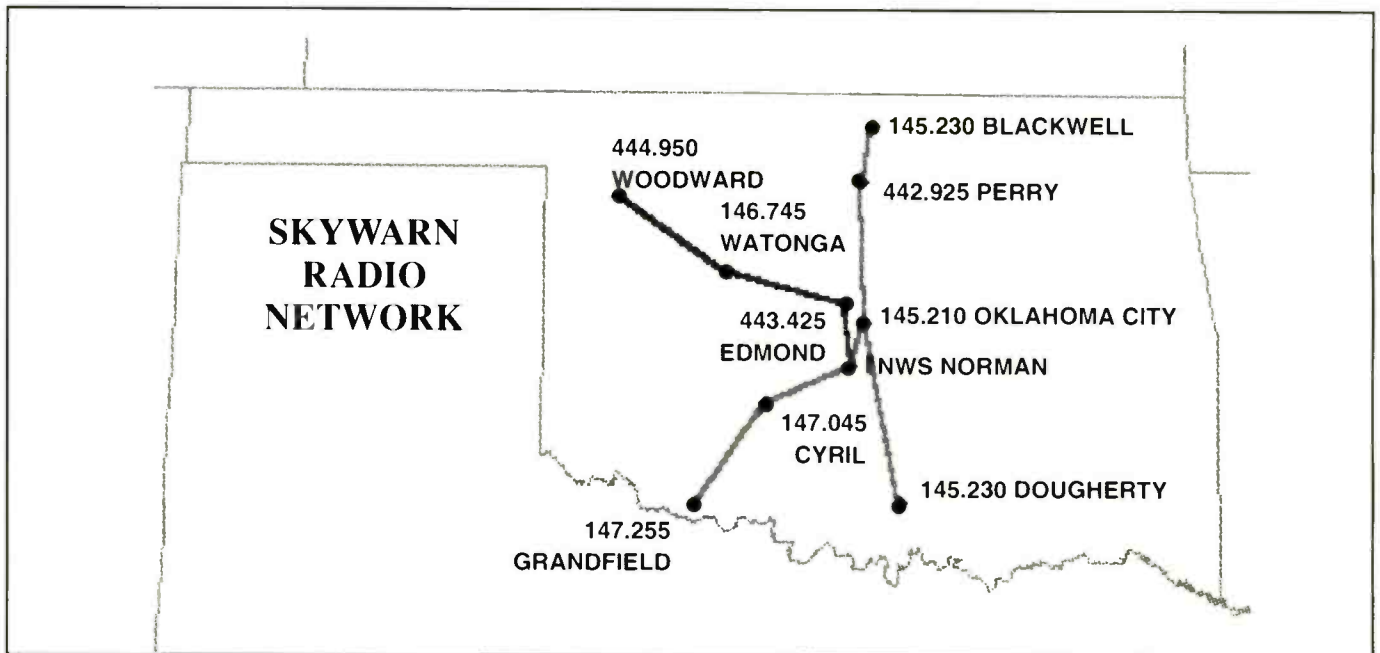 145.230 BLACKWELL
444.950
WOODWARD
442.925 PERRY
146.745
WATONGA
SKYWARN
RADIO
NETWORK
443.425
EDMOND
145.210 OKLAHOMA CITY
NWS NORMAN
147.045
CYRIL
145.230 DOUGHERTY
147.255
GRANDFIELD